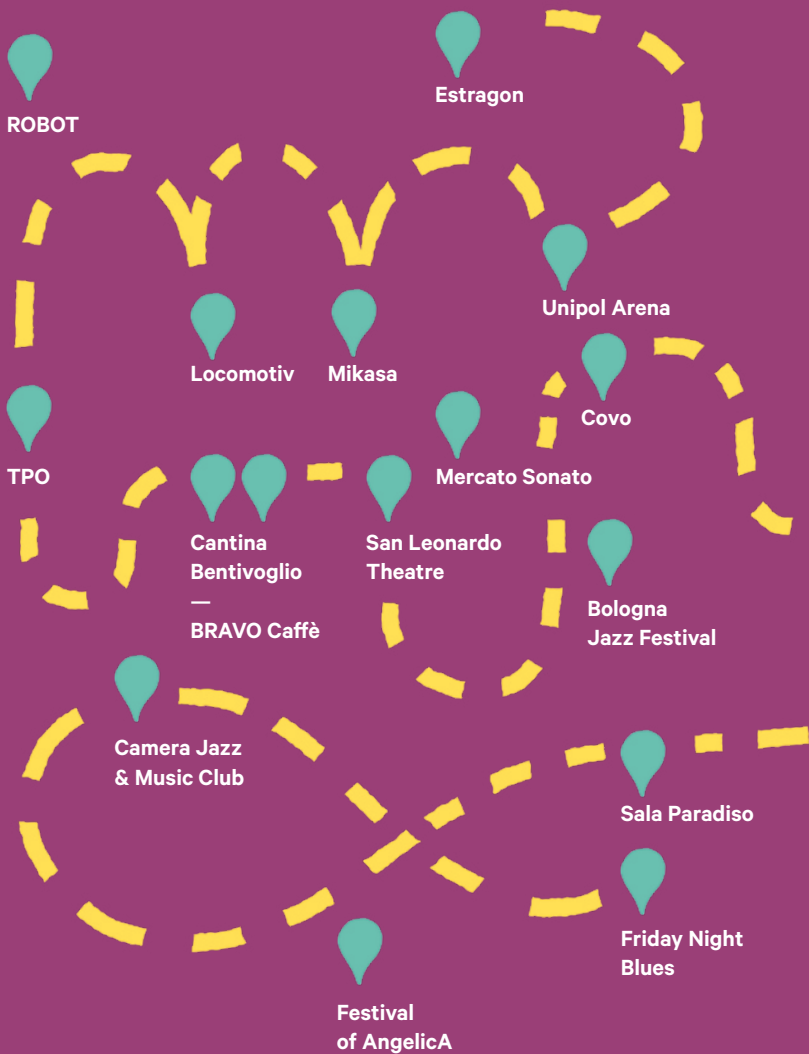 Estragon
ROBOT
Unipol Arena
Locomotiv
Mikasa
Covo
TPO
Mercato Sonato
Cantina
Bentivoglio
—
BRAVO Caffè
San Leonardo
Theatre
Bologna
Jazz Festival
Camera Jazz
& Music Club
Sala Paradiso
Friday Night
Blues
Festival
of AngelicA